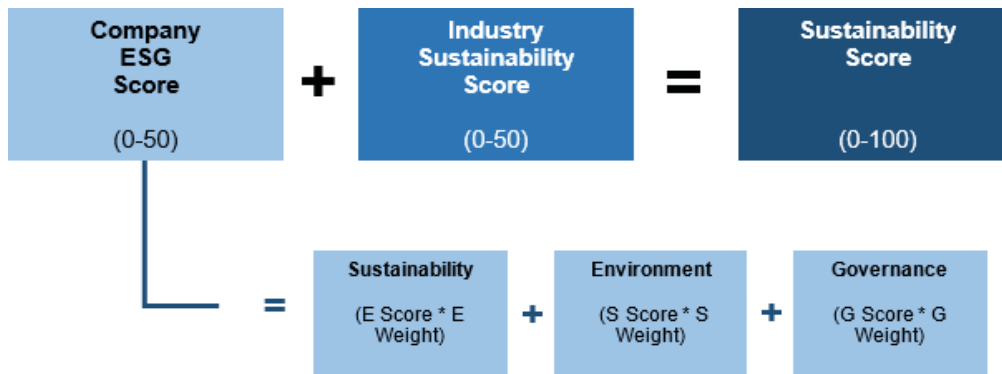 Company
ESG
Score
(0-50)
+
Industry
Sustainability
Score
(0-50)
=
Sustainability
Score
(0-100)
=
Sustainability
(E Score * E
Weight)
+
Environment
(S Score * S
Weight)
+
Governance
(G Score * G
Weight)